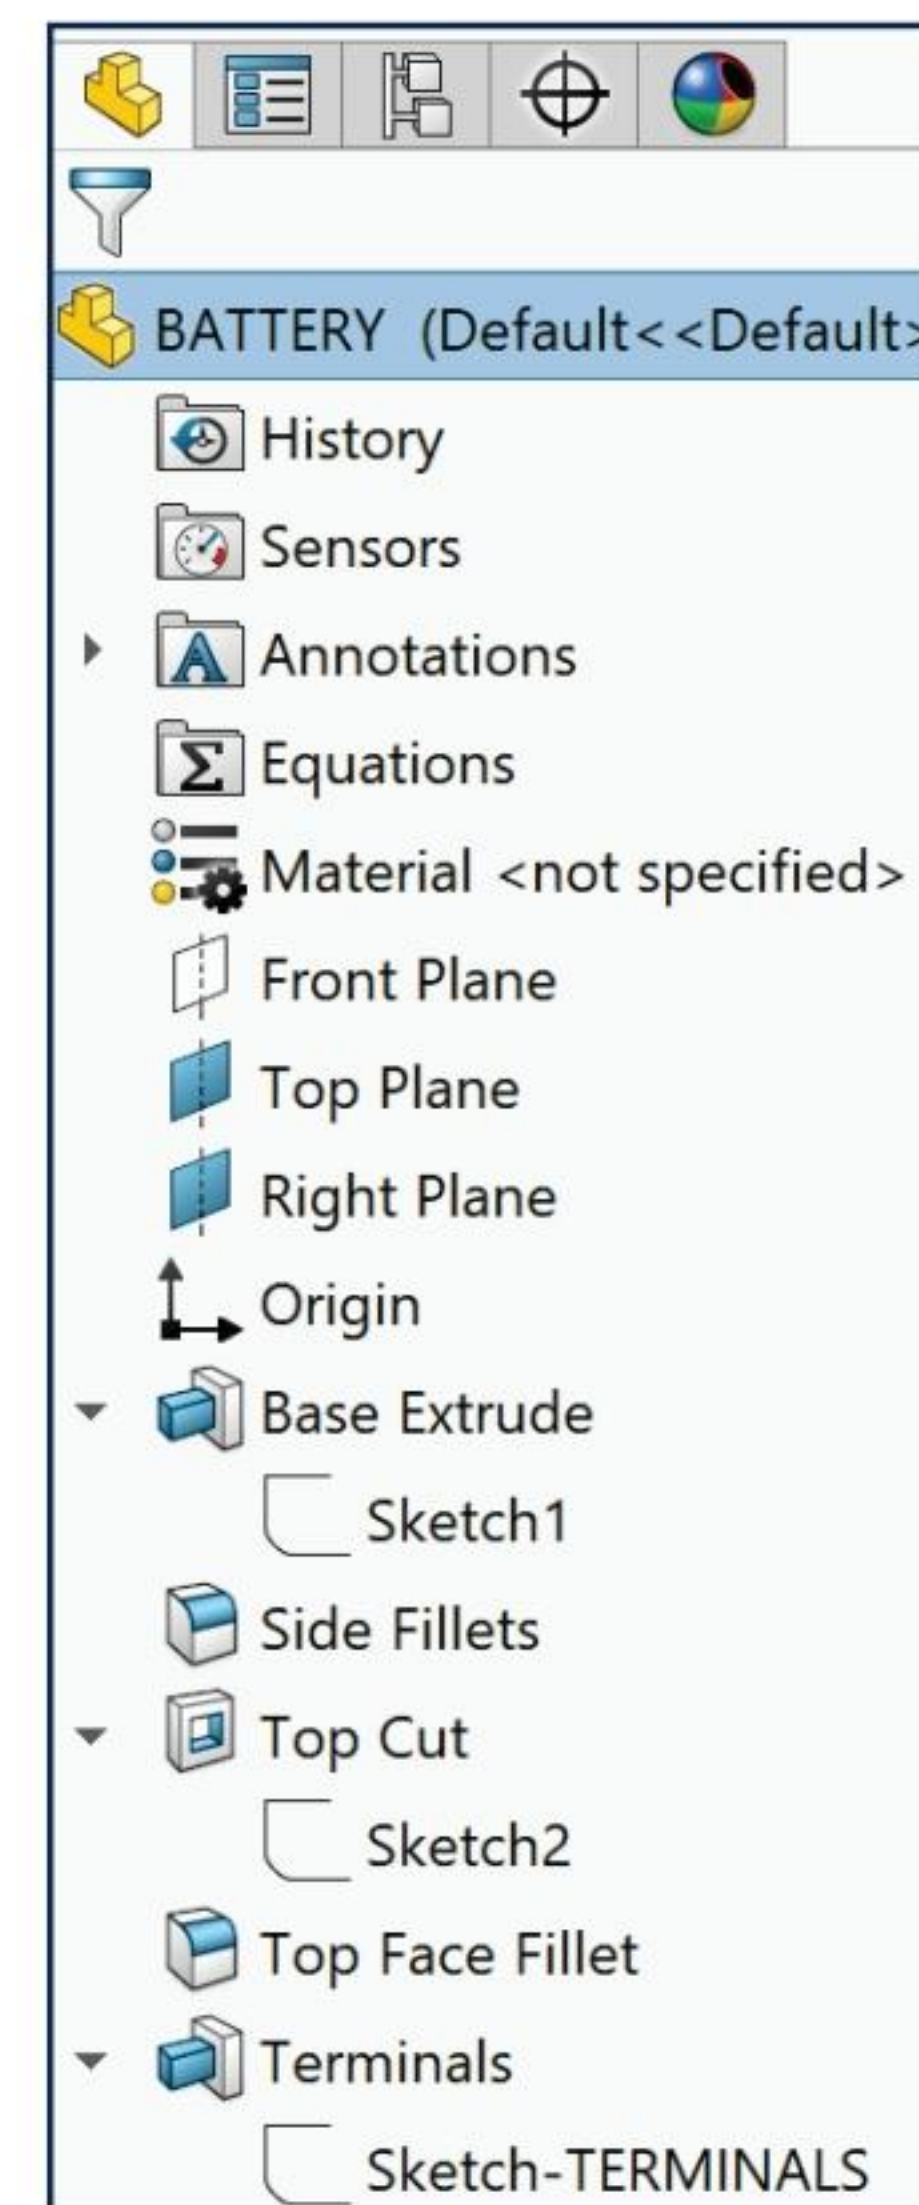 BATTERY (Default<<Default>
History
Sensors
Annotations
Equations
Material <not specified>
Front Plane
Top Plane
Right Plane
Origin
Base Extrude
Sketch1
Side Fillets
Top Cut
Sketch2
Top Face Fillet
Terminals
Sketch-TERMINALS